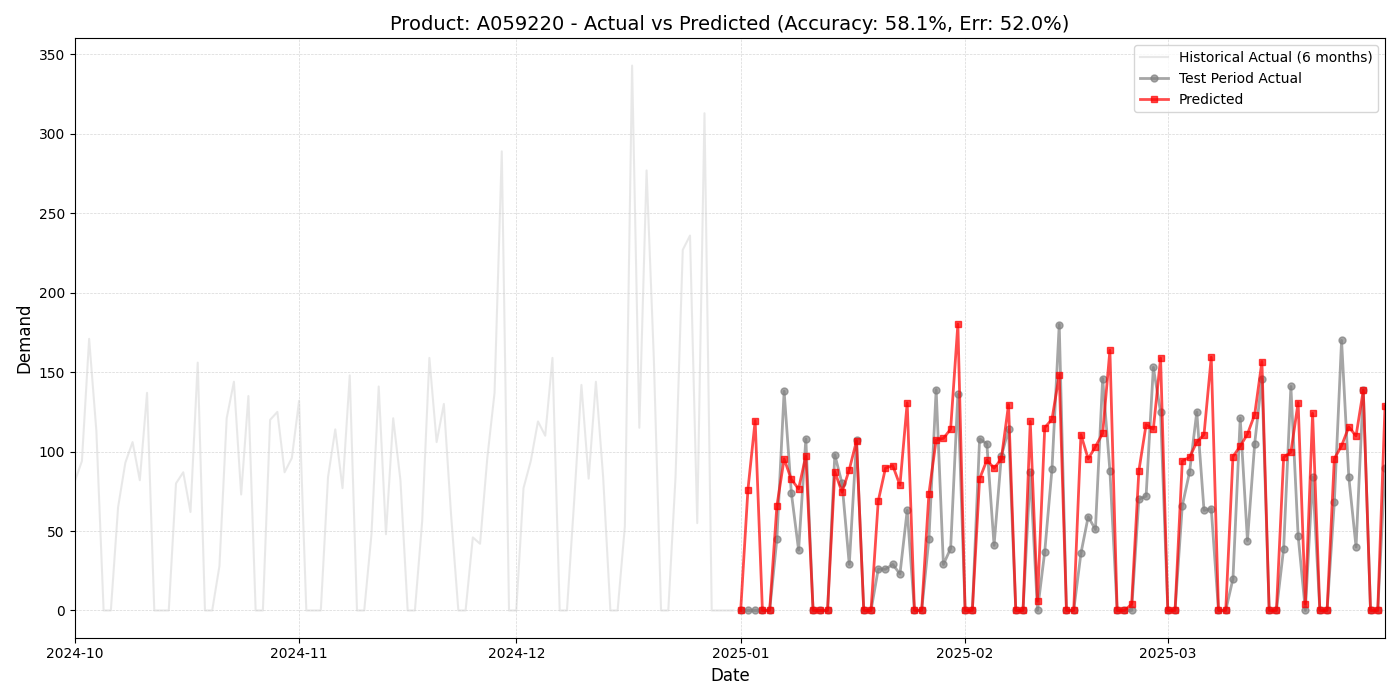 Product: A059220 - Actual vs Predicted (Accuracy: 58.1%, Err: 52.0%)
Historical Actual (6 months)
Test Period Actual
Predicted
Demand
350
300
250
200
150
100
50
0
2024-10
2024-11
2024-12
2025-01
2025-02
2025-03
Date